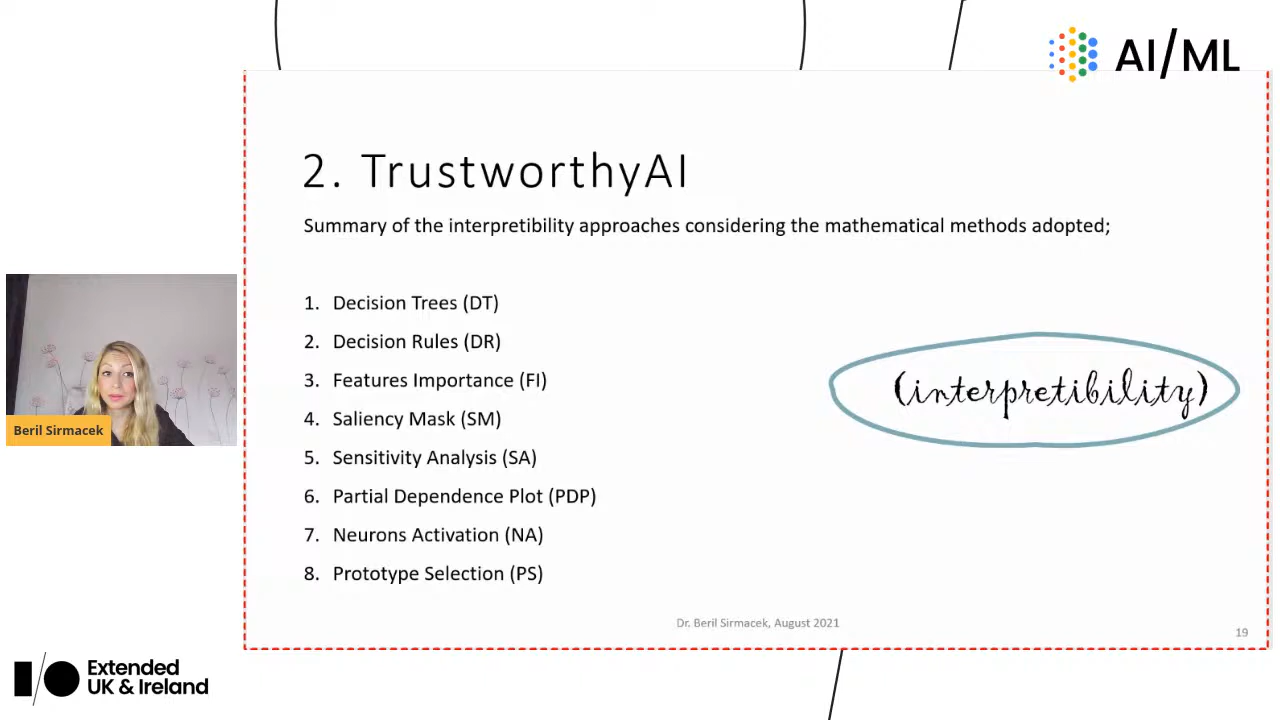 AI/ML
2. TrustworthyAI
Summary of the interpretibility approaches considering the mathematical methods adopted;
1. Decision Trees (DT)
2. Decision Rules (DR)
3. Features Importance (FI)
4. Saliency Mask (SM)
5. Sensitivity Analysis (SA)
6. Partial Dependence Plot (PDP)
7. Neurons Activation (NA)
8. Prototype Selection (PS)
(interpretibility)
Beril Sirmacek
Dr. Beril Sirmacek, August 2021
19
I/O Extended
UK & Ireland